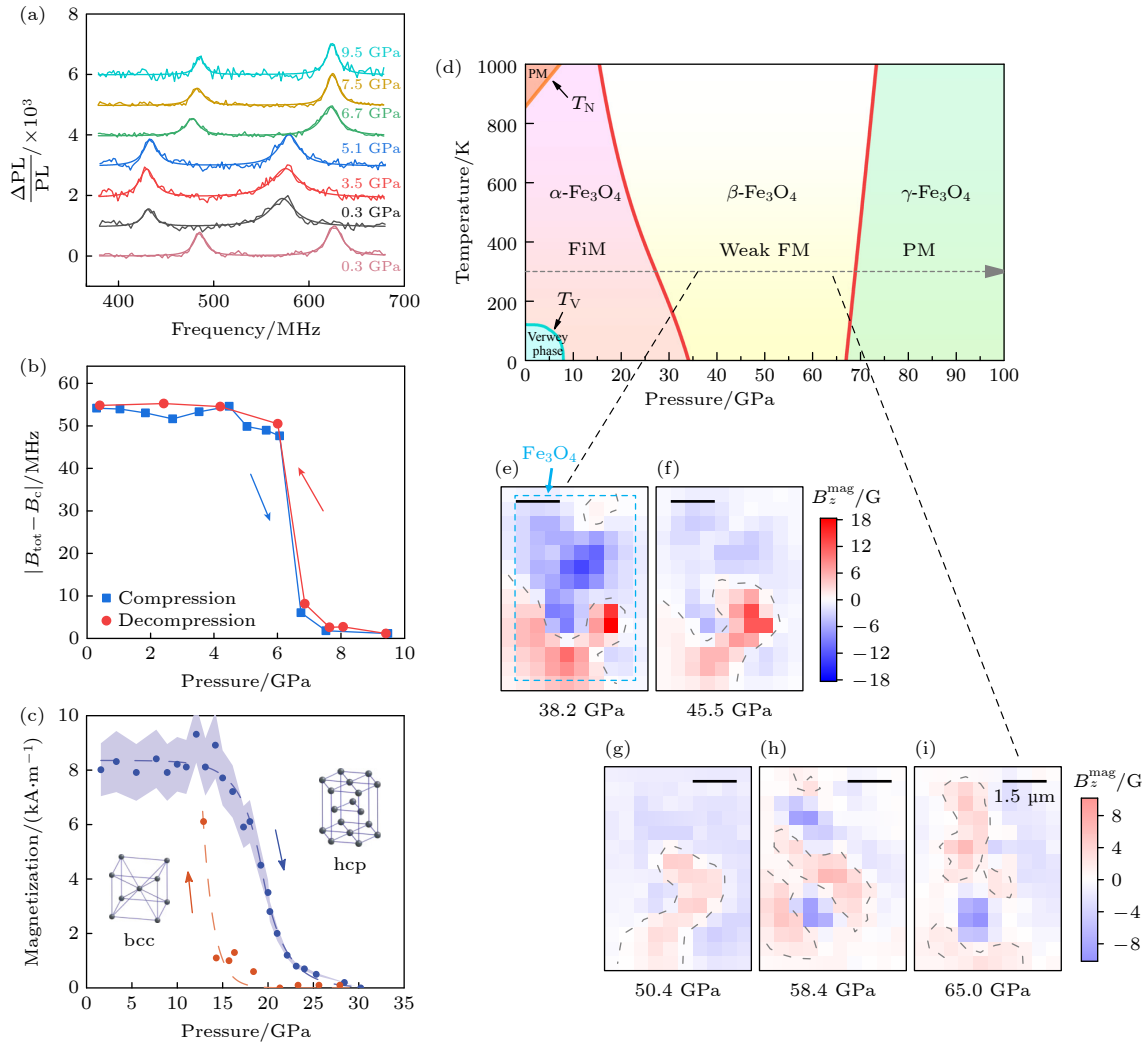 (a)
8
6
4
2
0
ΔPL/PL /×10³
9.5 GPa
7.5 GPa
6.7 GPa
5.1 GPa
3.5 GPa
0.3 GPa
0.3 GPa
400 500 600 700
Frequency/MHz
(b)
60
50
40
30
20
10
0
|B_tot−B_c|/MHz
Compression
Decompression
0 2 4 6 8 10
Pressure/GPa
(c)
10
8
6
4
2
0
Magnetization/(kA·m⁻¹)
bcc
hcp
0 5 10 15 20 25 30 35
Pressure/GPa
(d)
1000
800
600
400
200
0
Temperature/K
PM
T_N
α-Fe₃O₄
β-Fe₃O₄
γ-Fe₃O₄
FiM
Weak FM
PM
T_V
Verwey
phase
0 10 20 30 40 50 60 70 80 90 100
Pressure/GPa
Fe₃O₄
(e)
(f)
B_z^mag/G
18
12
6
0
−6
−12
−18
38.2 GPa
45.5 GPa
(g)
(h)
(i)
1.5 μm
B_z^mag/G
8
4
0
−4
−8
50.4 GPa
58.4 GPa
65.0 GPa